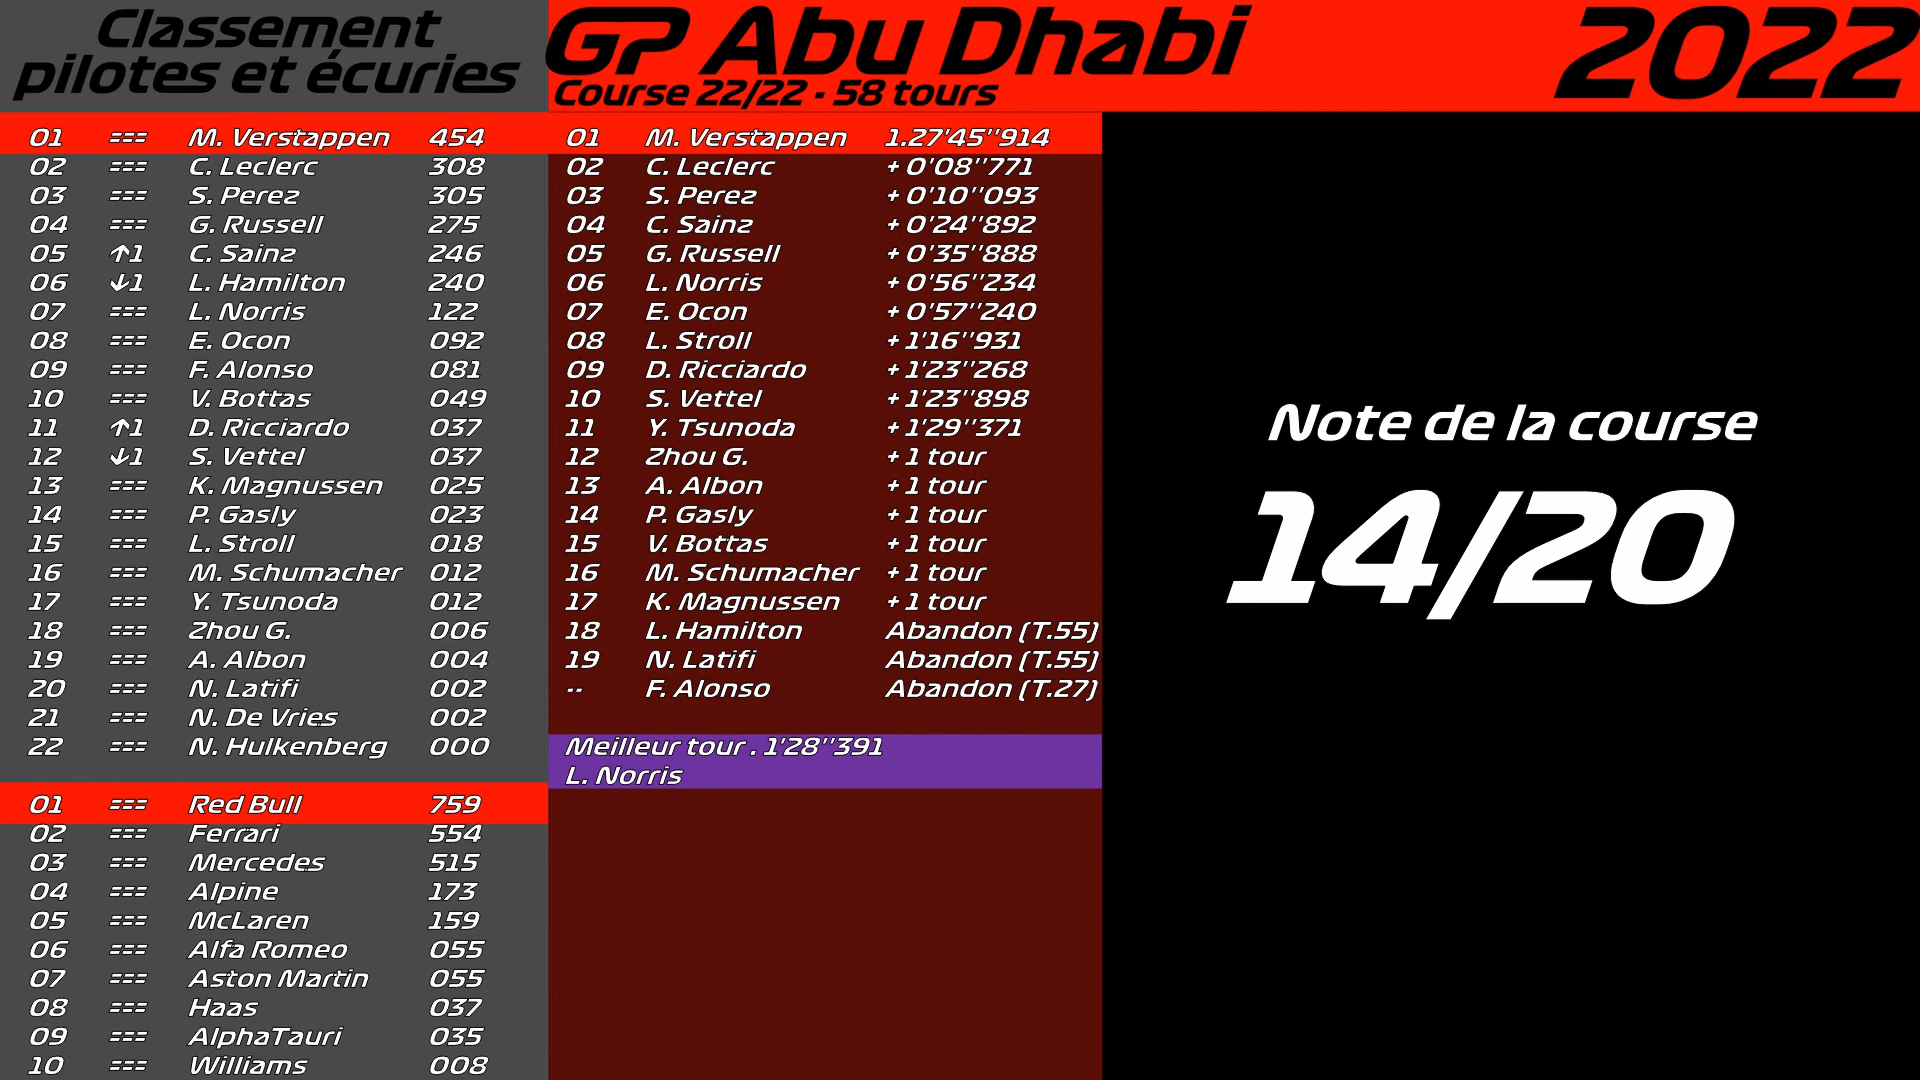 Classement
pilotes et écuries
01 === M. Verstappen 454
02 === C. Leclerc 308
03 === S. Perez 305
04 === G. Russell 275
05 ↑1 C. Sainz 246
06 ↓1 L. Hamilton 240
07 === L. Norris 122
08 === E. Ocon 092
09 === F. Alonso 081
10 === V. Bottas 049
11 ↑1 D. Ricciardo 037
12 ↓1 S. Vettel 037
13 === K. Magnussen 025
14 === P. Gasly 023
15 === L. Stroll 018
16 === M. Schumacher 012
17 === Y. Tsunoda 012
18 === Zhou G. 006
19 === A. Albon 004
20 === N. Latifi 002
21 === N. De Vries 002
22 === N. Hulkenberg 000
01 === Red Bull 759
02 === Ferrari 554
03 === Mercedes 515
04 === Alpine 173
05 === McLaren 159
06 === Alfa Romeo 055
07 === Aston Martin 055
08 === Haas 037
09 === AlphaTauri 035
10 === Williams 008
GP Abu Dhabi
Course 22/22 - 58 tours
2022
01 M. Verstappen 1.27'45''914
02 C. Leclerc + 0'08''771
03 S. Perez + 0'10''093
04 C. Sainz + 0'24''892
05 G. Russell + 0'35''888
06 L. Norris + 0'56''234
07 E. Ocon + 0'57''240
08 L. Stroll + 1'16''931
09 D. Ricciardo + 1'23''268
10 S. Vettel + 1'23''898
11 Y. Tsunoda + 1'29''371
12 Zhou G. + 1 tour
13 A. Albon + 1 tour
14 P. Gasly + 1 tour
15 V. Bottas + 1 tour
16 M. Schumacher + 1 tour
17 K. Magnussen + 1 tour
18 L. Hamilton Abandon (T.55)
19 N. Latifi Abandon (T.55)
-- F. Alonso Abandon (T.27)
Meilleur tour . 1'28''391
L. Norris
Note de la course
14/20